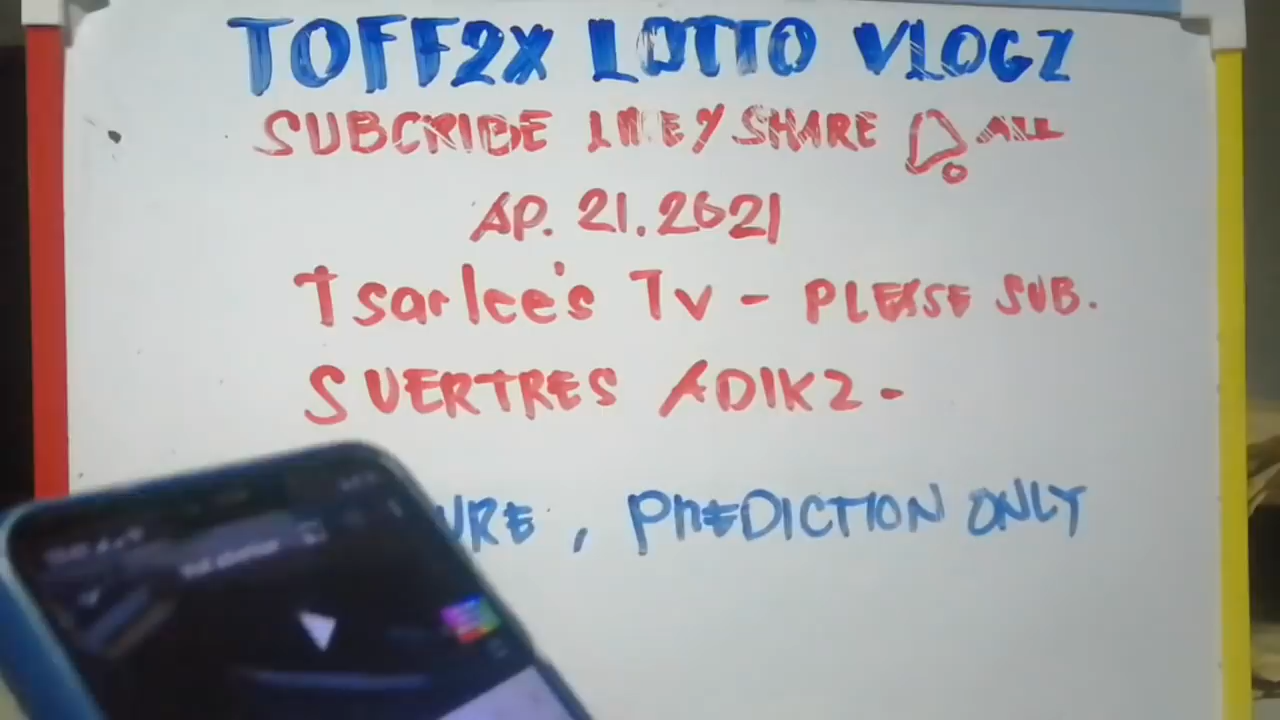 TOFF2X LOTTO VLOGZ
SUBCRIBE LIKE/SHARE ALL
AP. 21.2021
Tsarlee's Tv - PLEASE SUB.
SUERTRES ADIK2 -
URE, PREDICTION ONLY